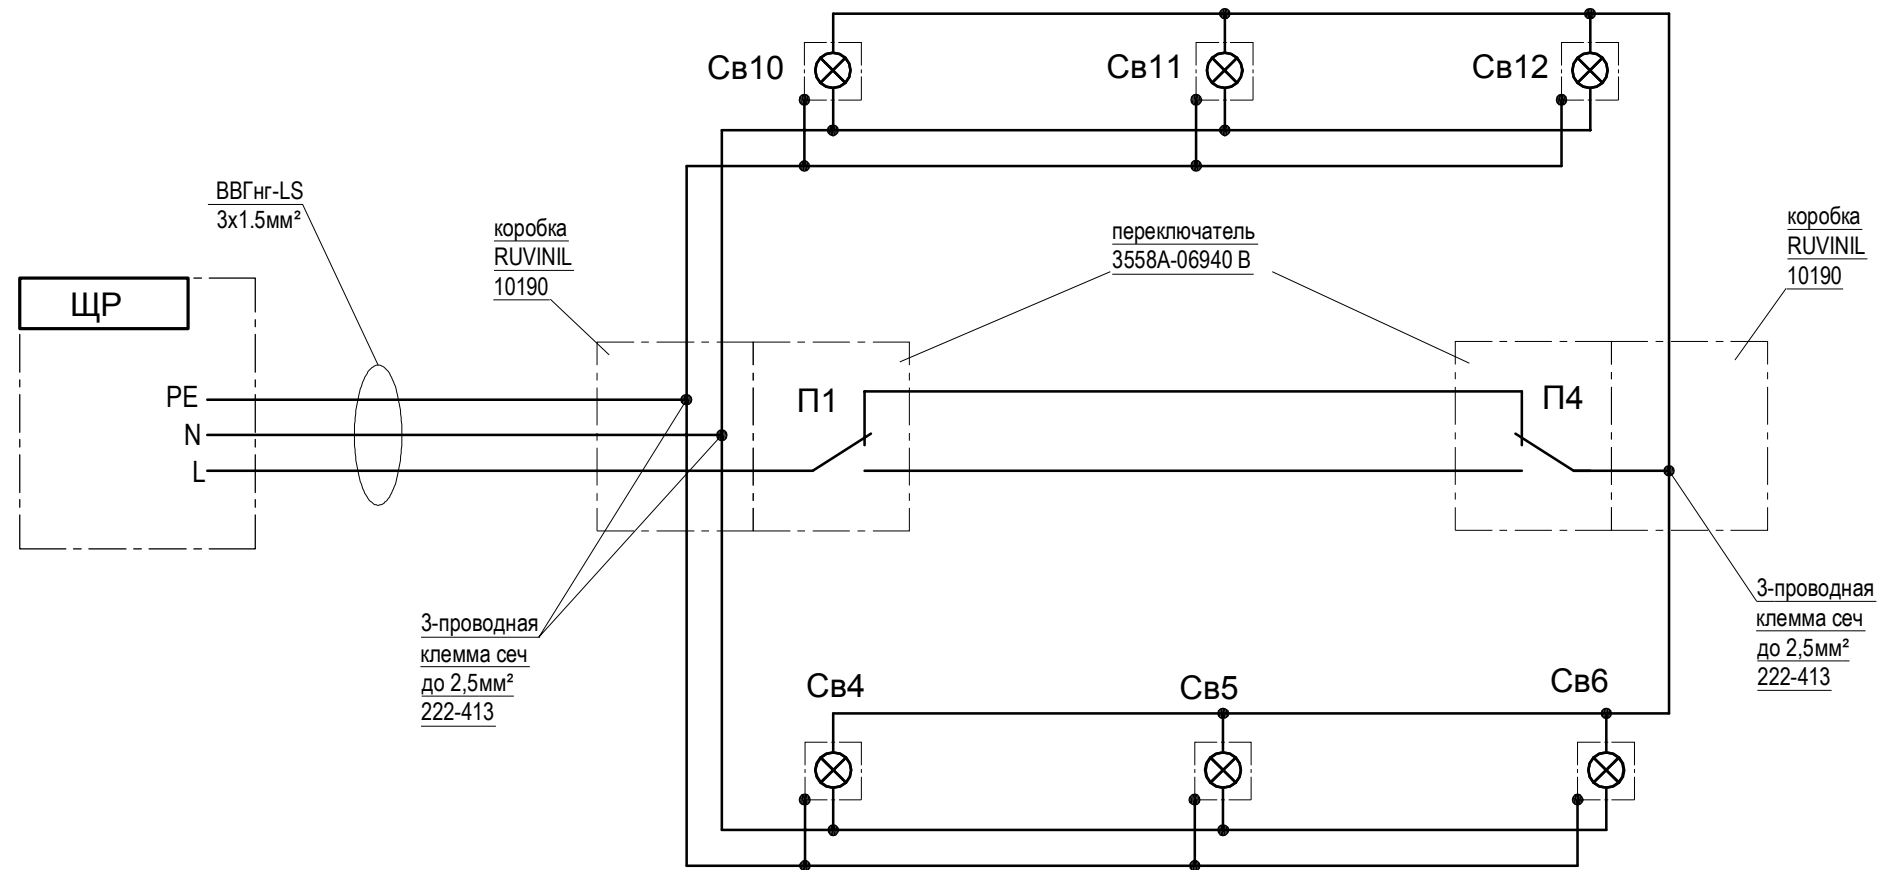 Св10
Св11
Св12
ВВГнг-LS
3х1.5мм²
коробка
RUVINIL
10190
переключатель
3558А-06940 В
коробка
RUVINIL
10190
ЩР
PE
N
L
П1
П4
3-проводная
клемма сеч
до 2,5мм²
222-413
3-проводная
клемма сеч
до 2,5мм²
222-413
Св4
Св5
Св6